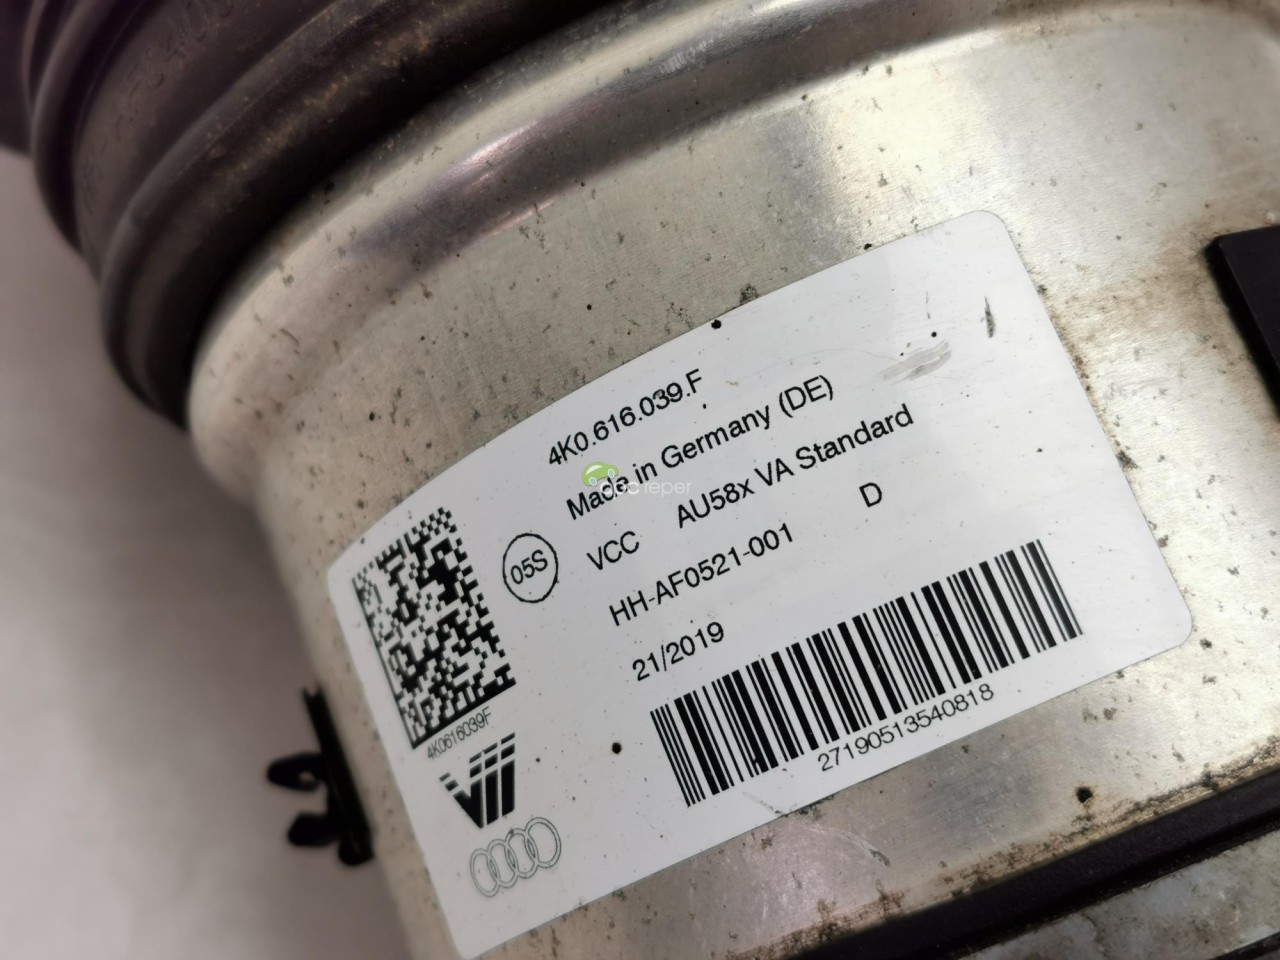 4K0.616.039.F
Made in Germany (DE)
05S
VCC AU58x VA Standard
HH-AF0521-001 D
21/2019
4K0616039F
27190513540818